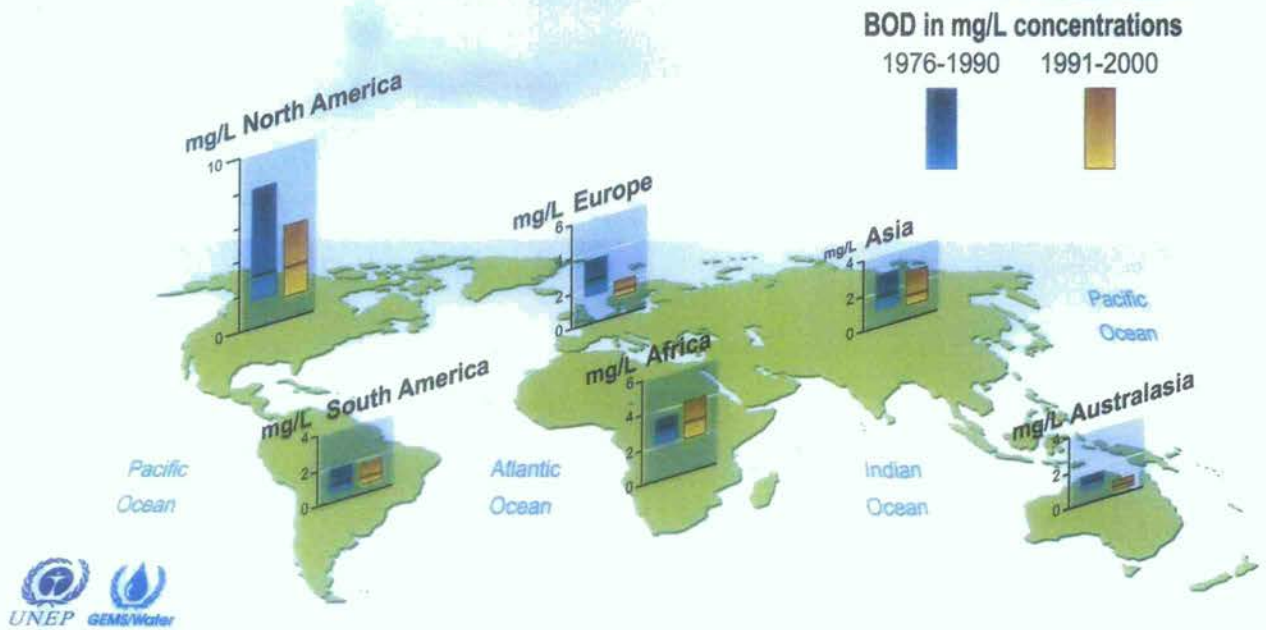 BOD in mg/L concentrations
1976-1990 1991-2000
mg/L North America
10
0
mg/L Europe
6
4
2
0
mg/L Asia
4
2
0
Pacific
Ocean
mg/L South America
4
2
0
mg/L Africa
6
4
2
0
mg/L Australasia
4
2
0
Pacific
Ocean
Atlantic
Ocean
Indian
Ocean
UNEP GEMS/Water